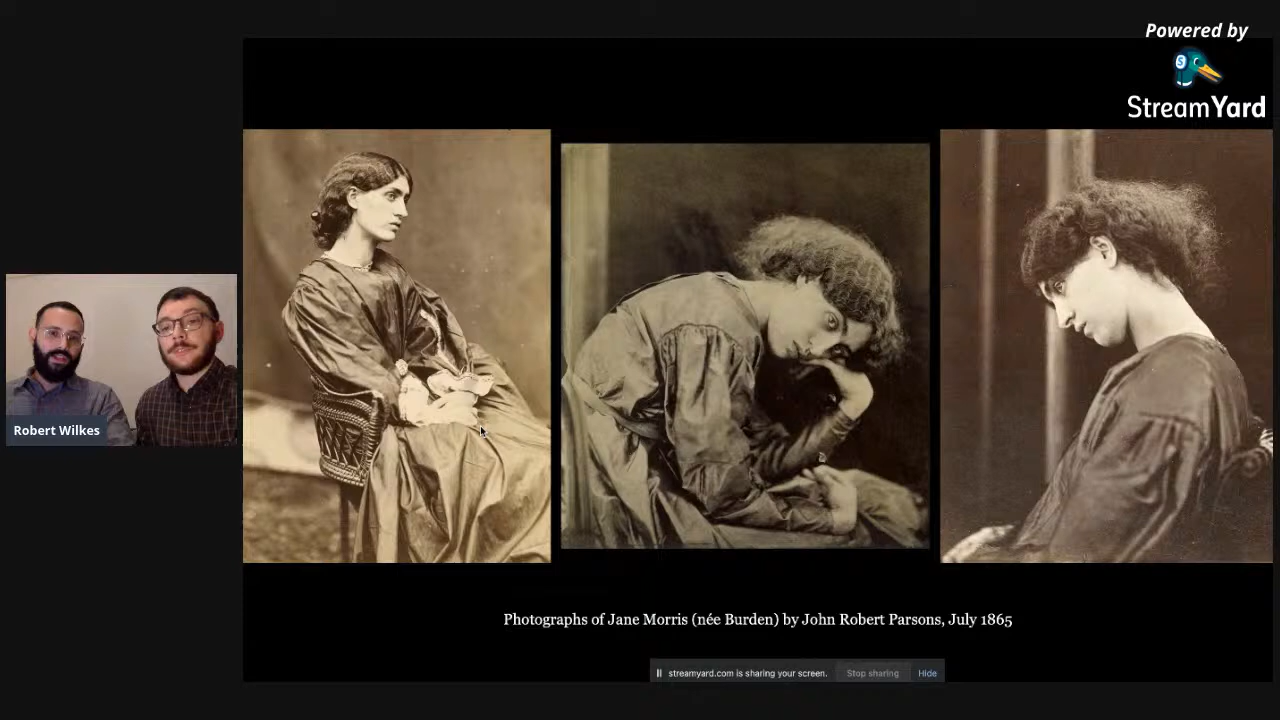 Powered by
S
StreamYard
Robert Wilkes
Photographs of Jane Morris (née Burden) by John Robert Parsons, July 1865
streamyard.com is sharing your screen. Stop sharing Hide